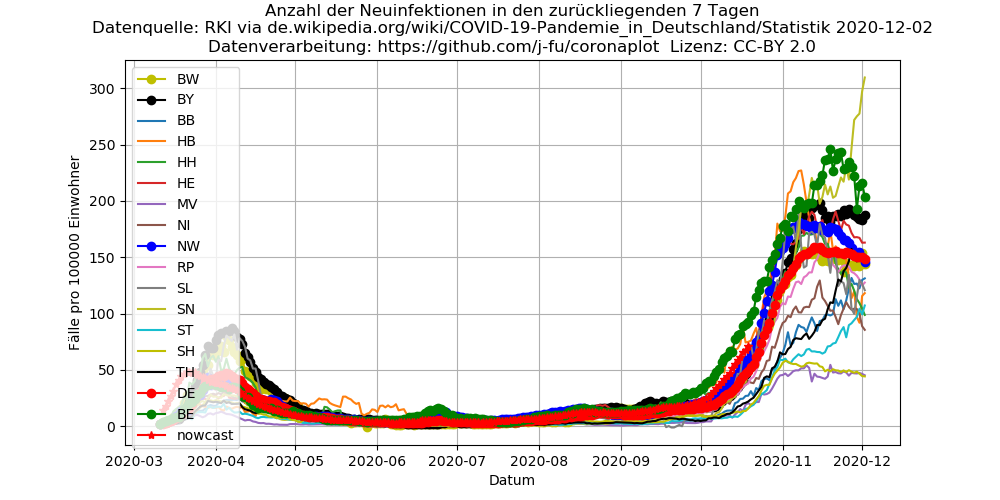 Anzahl der Neuinfektionen in den zurückliegenden 7 Tagen
Datenquelle: RKI via de.wikipedia.org/wiki/COVID-19-Pandemie_in_Deutschland/Statistik 2020-12-02
Datenverarbeitung: https://github.com/j-fu/coronaplot Lizenz: CC-BY 2.0
Fälle pro 100000 Einwohner
300
250
200
150
100
50
0
BW
BY
BB
HB
HH
HE
MV
NI
NW
RP
SL
SN
ST
SH
TH
DE
BE
nowcast
2020-03 2020-04 2020-05 2020-06 2020-07 2020-08 2020-09 2020-10 2020-11 2020-12
Datum